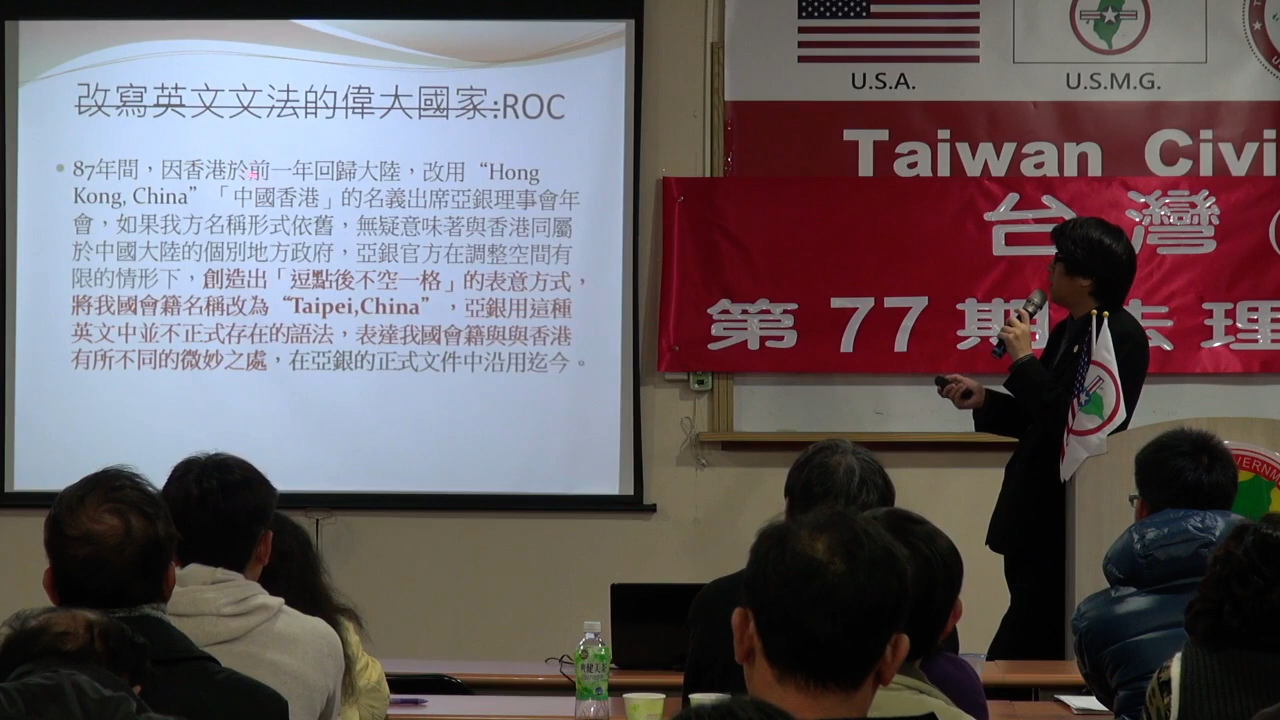 改寫英文文法的偉大國家:ROC
• 87年間，因香港於前一年回歸大陸，改用“Hong
Kong, China”「中國香港」的名義出席亞銀理事會年
會，如果我方名稱形式依舊，無疑意味著與香港同屬
於中國大陸的個別地方政府，亞銀官方在調整空間有
限的情形下，創造出「逗點後不空一格」的表意方式，
將我國會籍名稱改為“Taipei,China”，亞銀用這種
英文中並不正式存在的語法，表達我國會籍與與香港
有所不同的微妙之處，在亞銀的正式文件中沿用迄今。
U.S.A.
U.S.M.G.
Taiwan Civi
台灣
第77期法理